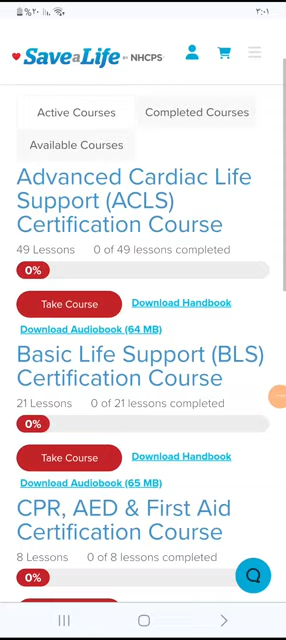 %٢٠ ٣:٠١
Save a Life BY NHCPS
Active Courses
Completed Courses
Available Courses
Advanced Cardiac Life
Support (ACLS)
Certification Course
49 Lessons 0 of 49 lessons completed
0%
Take Course Download Handbook
Download Audiobook (64 MB)
Basic Life Support (BLS)
Certification Course
21 Lessons 0 of 21 lessons completed
0%
Take Course Download Handbook
Download Audiobook (65 MB)
CPR, AED & First Aid
Certification Course
8 Lessons 0 of 8 lessons completed
0%